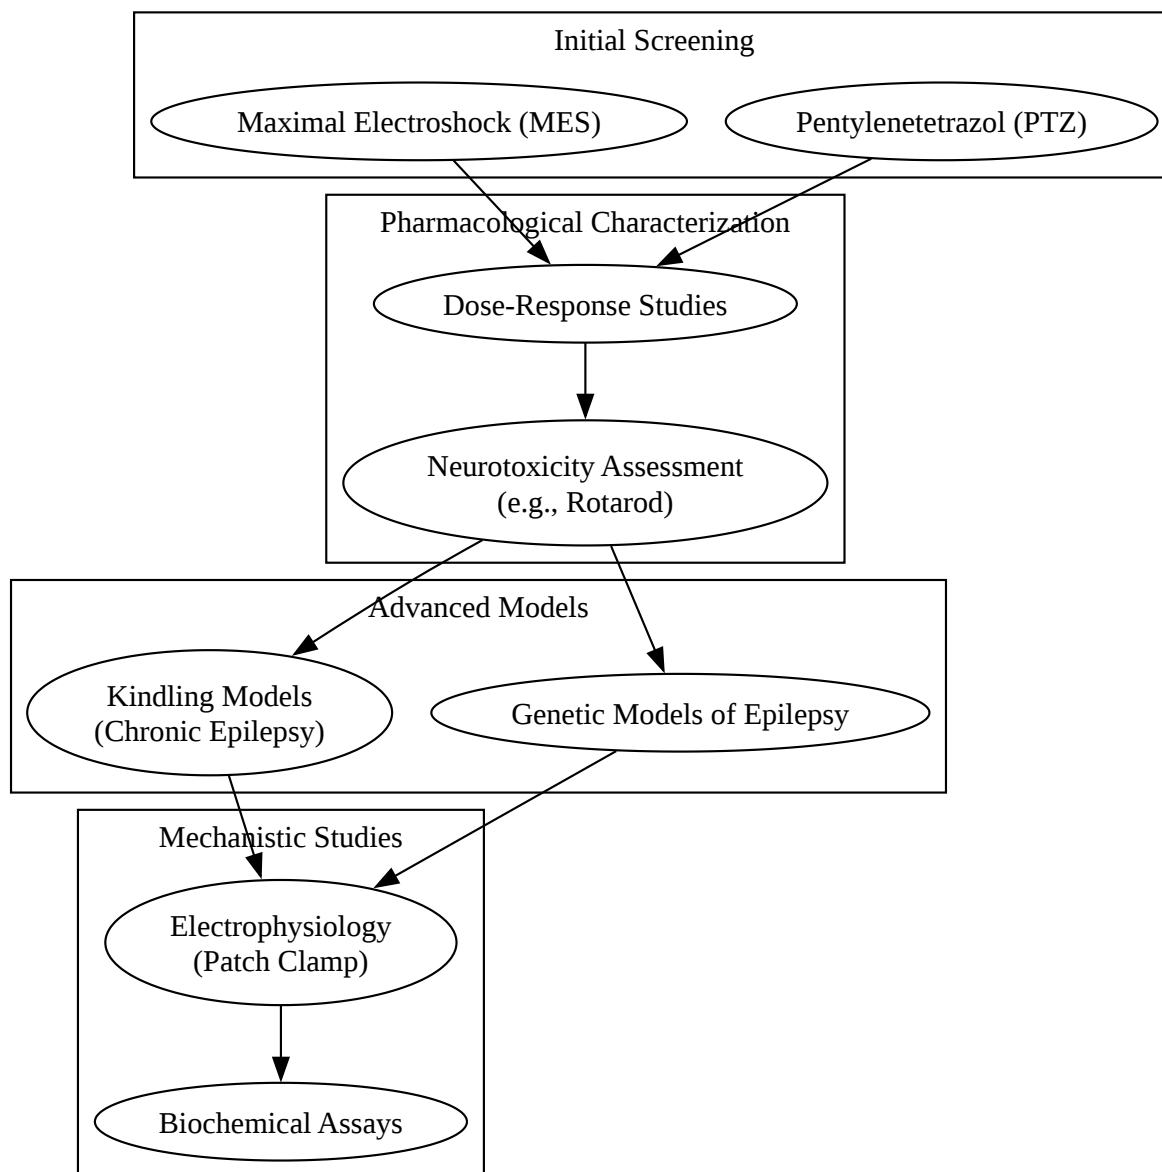 Initial Screening
Maximal Electroshock (MES)
Pentylenetetrazol (PTZ)
Pharmacological Characterization
Dose-Response Studies
Neurotoxicity Assessment
(e.g., Rotarod)
Advanced Models
Kindling Models
(Chronic Epilepsy)
Genetic Models of Epilepsy
Mechanistic Studies
Electrophysiology
(Patch Clamp)
Biochemical Assays